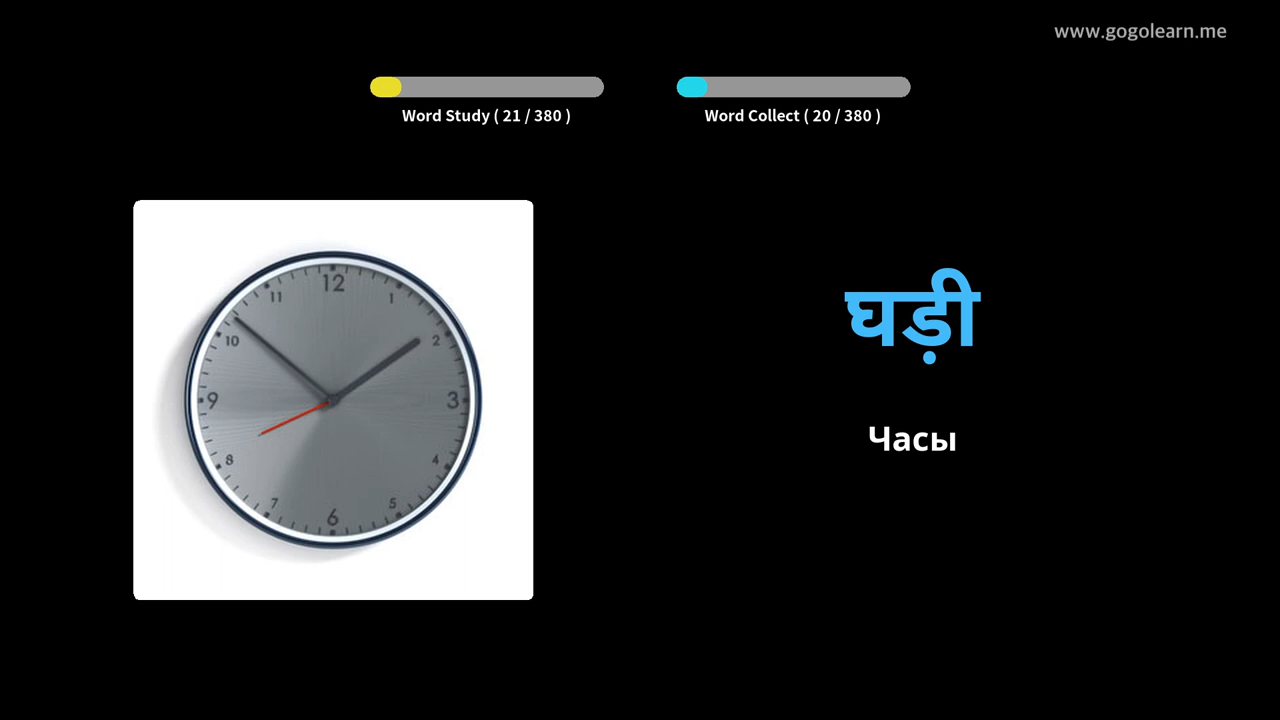 www.gogolearn.me
Word Study ( 21 / 380 )
Word Collect ( 20 / 380 )
12
11
1
10
2
9
3
8
4
7
5
6
घड़ी
Часы